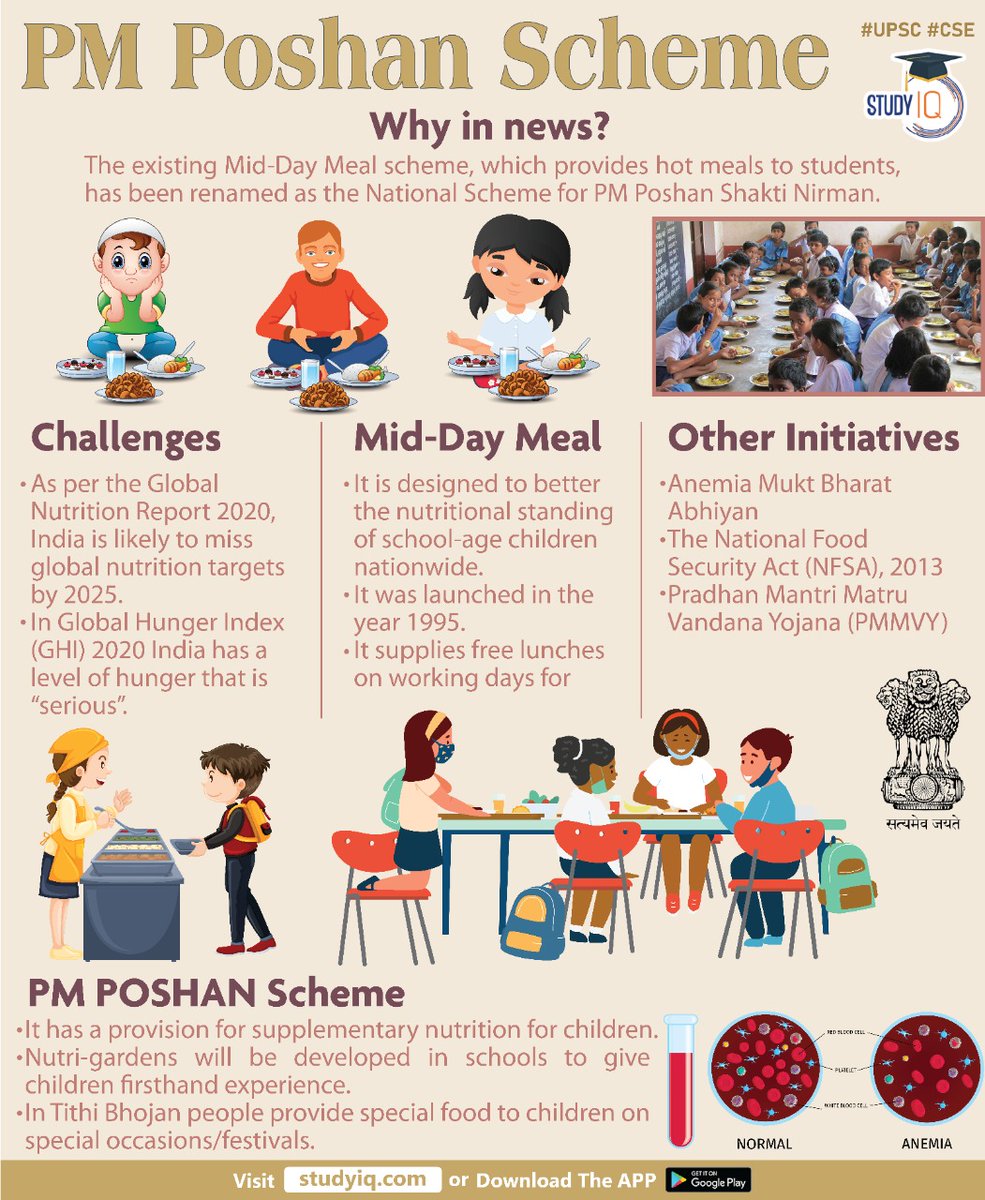 PM Poshan Scheme
#UPSC #CSE
STUDY IQ
Why in news?
The existing Mid-Day Meal scheme, which provides hot meals to students,
has been renamed as the National Scheme for PM Poshan Shakti Nirman.
Challenges
•As per the Global
Nutrition Report 2020,
India is likely to miss
global nutrition targets
by 2025.
•In Global Hunger Index
(GHI) 2020 India has a
level of hunger that is
“serious”.
Mid-Day Meal
•It is designed to better
the nutritional standing
of school-age children
nationwide.
•It was launched in the
year 1995.
•It supplies free lunches
on working days for
Other Initiatives
•Anemia Mukt Bharat
Abhiyan
•The National Food
Security Act (NFSA), 2013
•Pradhan Mantri Matru
Vandana Yojana (PMMVY)
सत्यमेव जयते
PM POSHAN Scheme
•It has a provision for supplementary nutrition for children.
•Nutri-gardens will be developed in schools to give
children firsthand experience.
•In Tithi Bhojan people provide special food to children on
special occasions/festivals.
RED BLOOD CELL
PLATELET
WHITE BLOOD CELL
NORMAL
ANEMIA
Visit studyiq.com or Download The APP GET IT ON Google Play